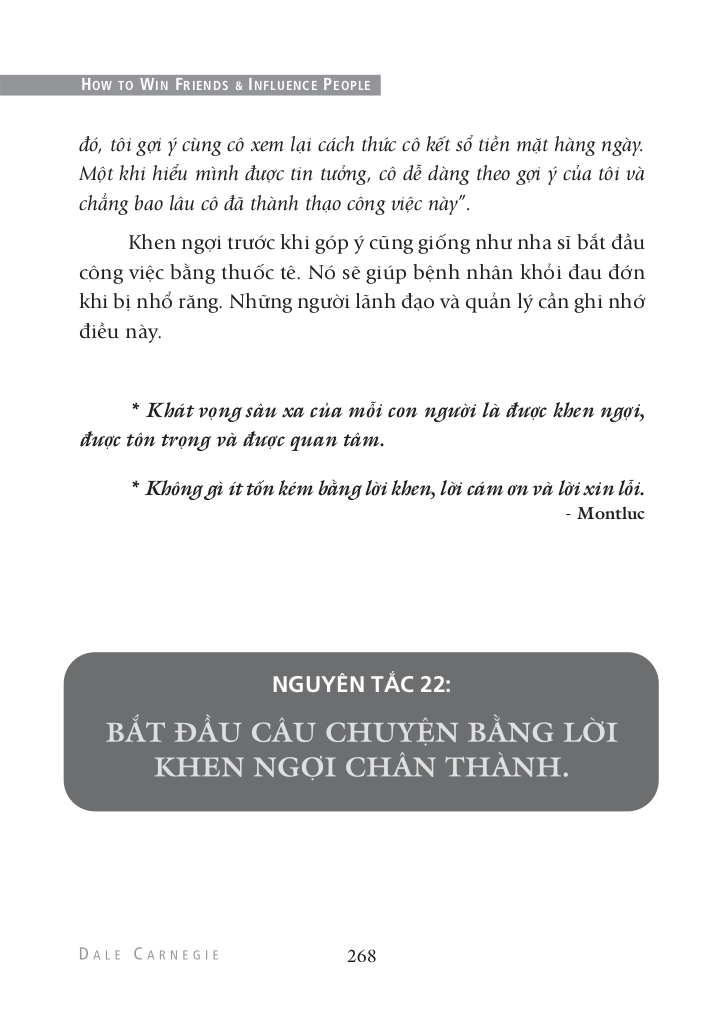 HOW TO WIN FRIENDS & INFLUENCE PEOPLE
đó, tôi gợi ý cùng cô xem lại cách thức cô kết sổ tiền mặt hàng ngày.
Một khi hiểu mình được tin tưởng, cô dễ dàng theo gợi ý của tôi và
chẳng bao lâu cô đã thành thạo công việc này”.
Khen ngợi trước khi góp ý cũng giống như nha sĩ bắt đầu
công việc bằng thuốc tê. Nó sẽ giúp bệnh nhân khỏi đau đớn
khi bị nhổ răng. Những người lãnh đạo và quản lý cần ghi nhớ
điều này.
* Khát vọng sâu xa của mỗi con người là được khen ngợi,
được tôn trọng và được quan tâm.
* Không gì ít tốn kém bằng lời khen, lời cám ơn và lời xin lỗi.
- Montluc
NGUYÊN TẮC 22:
BẮT ĐẦU CÂU CHUYỆN BẰNG LỜI
KHEN NGỢI CHÂN THÀNH.
DALE CARNEGIE
268